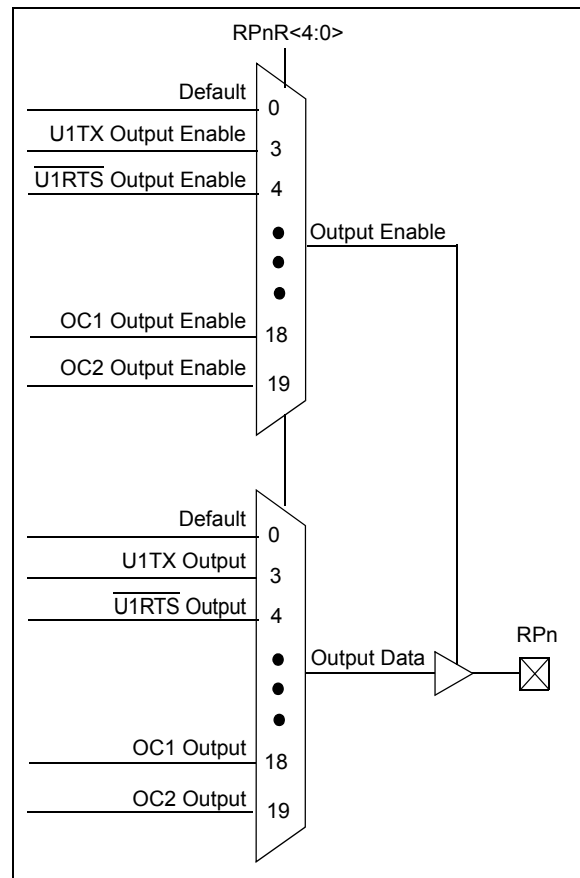 RPnR<4:0>
Default
0
U1TX Output Enable
3
U1RTS Output Enable
4
Output Enable
OC1 Output Enable
18
OC2 Output Enable
19
Default
0
U1TX Output
3
U1RTS Output
4
RPn
Output Data
OC1 Output
18
OC2 Output
19